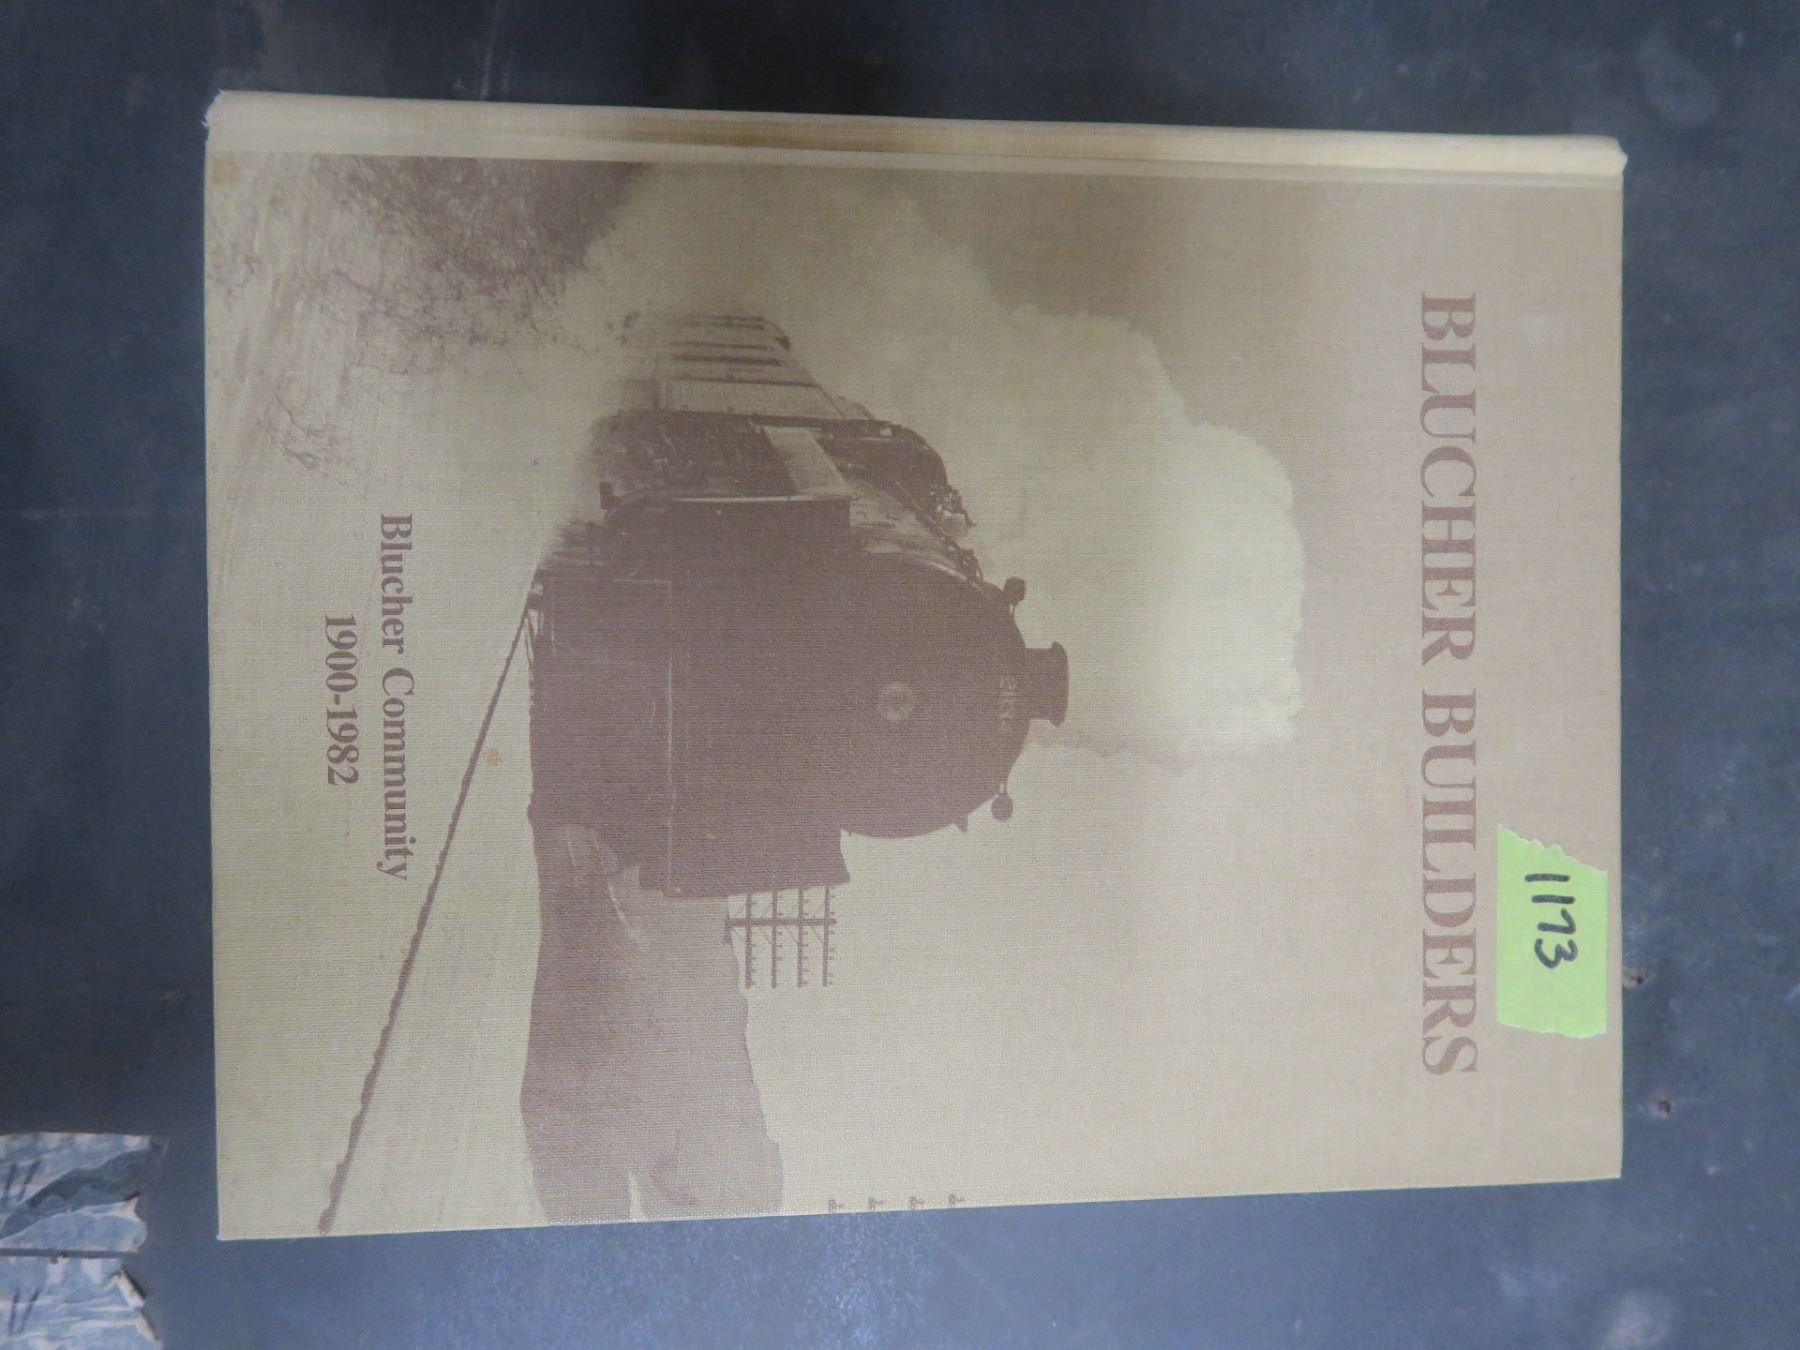 1173
BLUCHER BUILDERS
Blucher Community
1900-1982